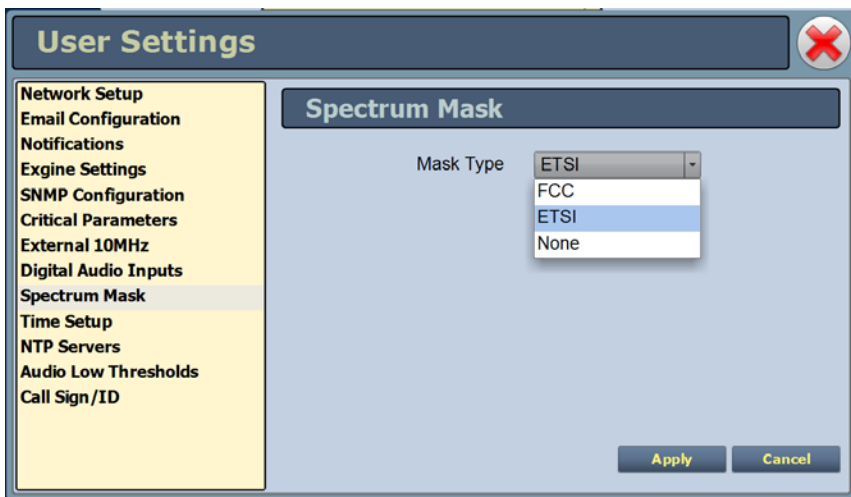 User Settings
Network Setup
Email Configuration
Notifications
Exgine Settings
SNMP Configuration
Critical Parameters
External 10MHz
Digital Audio Inputs
Spectrum Mask
Time Setup
NTP Servers
Audio Low Thresholds
Call Sign/ID
Spectrum Mask
Mask Type ETSI
FCC
ETSI
None
Apply Cancel